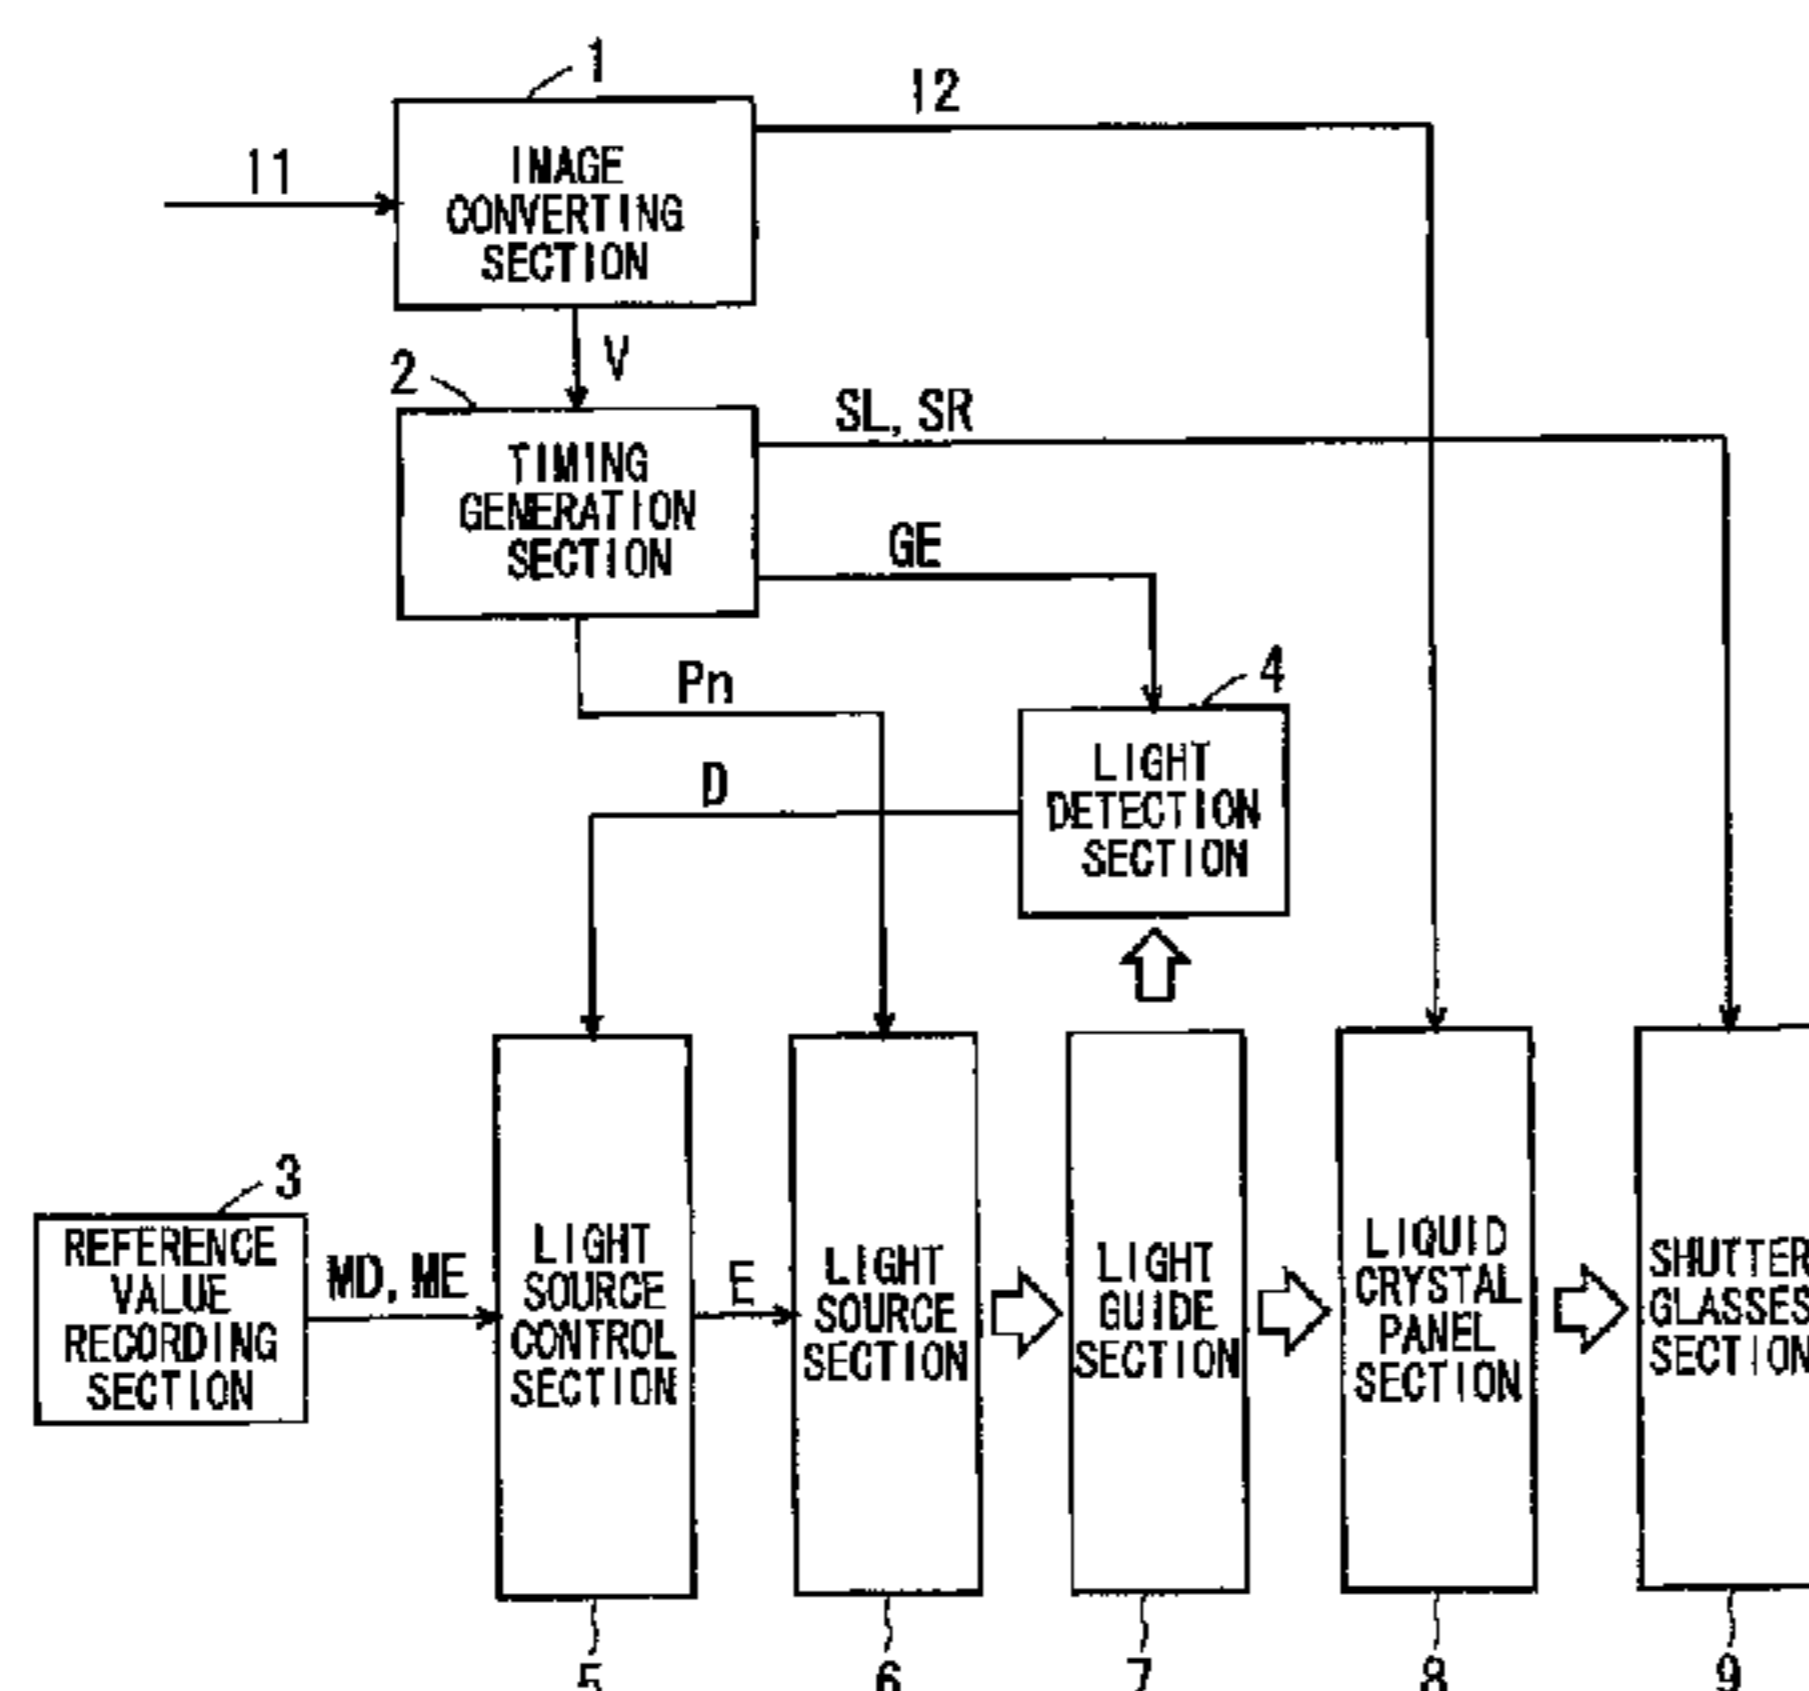 1
I2
I1
IMAGE
CONVERTING
SECTION
V
2
SL, SR
TIMING
GENERATION
SECTION
GE
Pn
4
D
LIGHT
DETECTION
SECTION
3
REFERENCE
VALUE
RECORDING
SECTION
MD, ME
LIGHT
SOURCE
CONTROL
SECTION
E
LIGHT
SOURCE
SECTION
LIGHT
GUIDE
SECTION
LIQUID
CRYSTAL
PANEL
SECTION
SHUTTER
GLASSES
SECTION
5
6
7
8
9